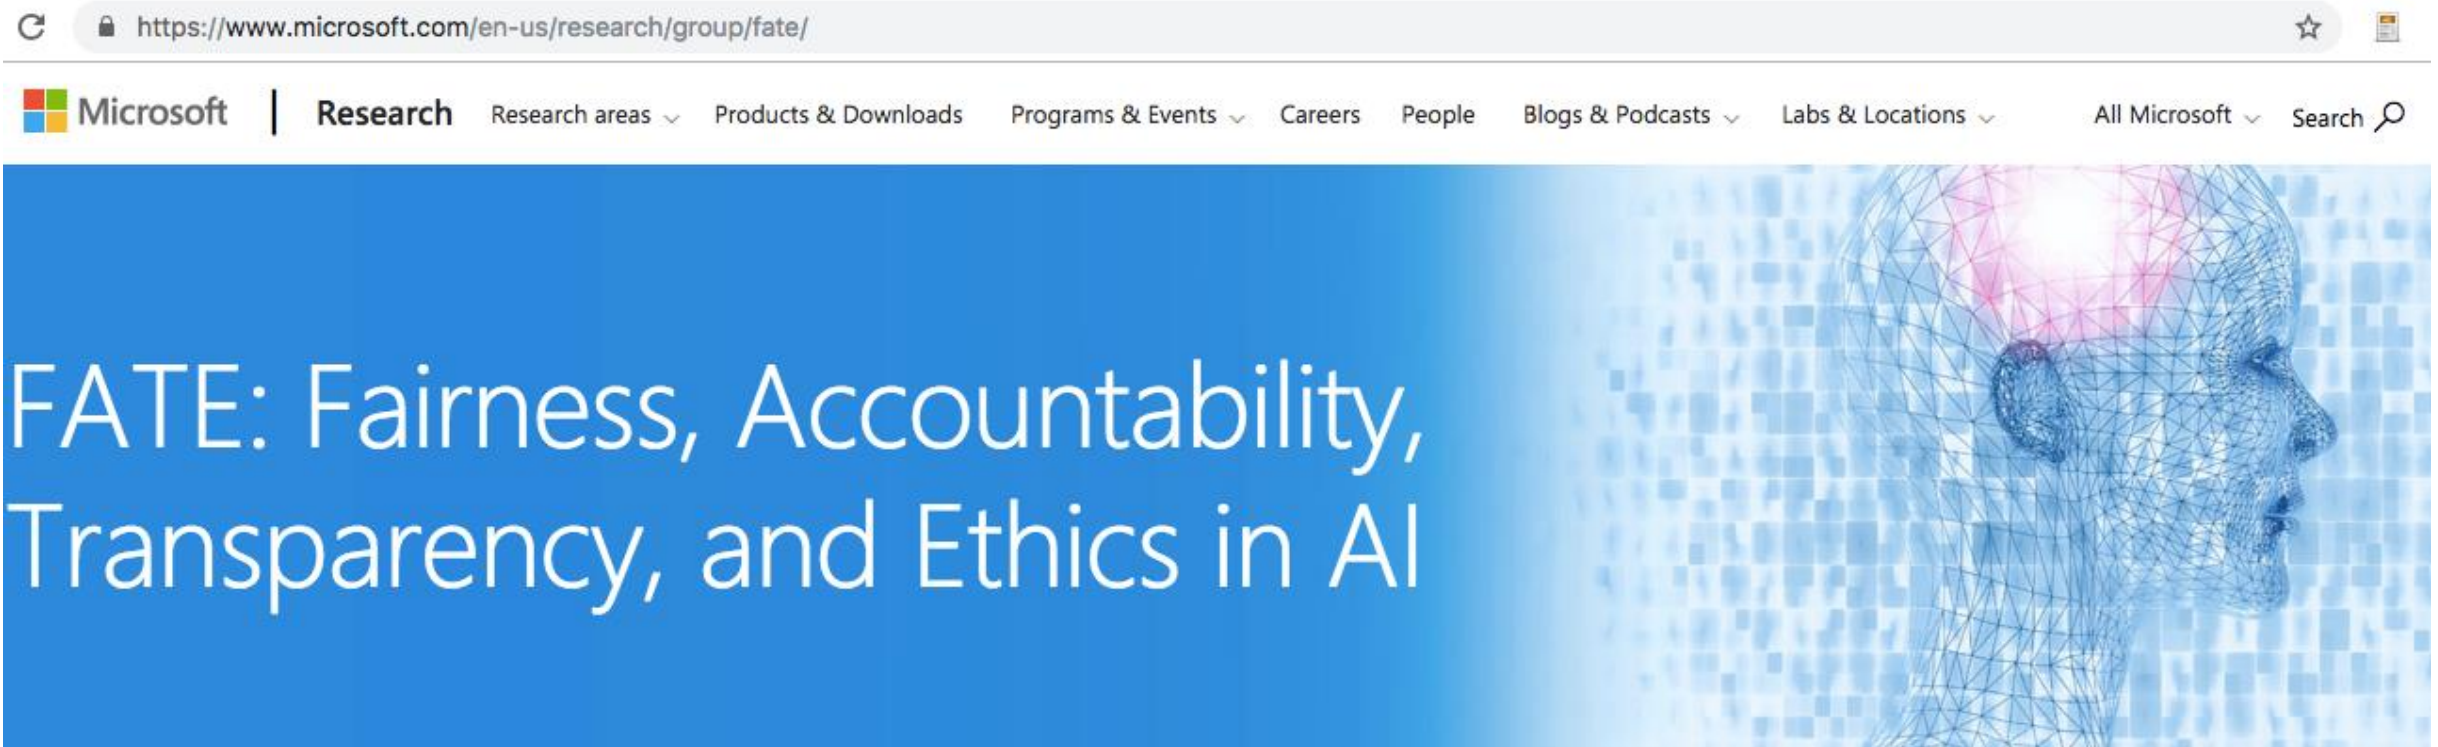 https://www.microsoft.com/en-us/research/group/fate/
Microsoft | Research Research areas Products & Downloads Programs & Events Careers People Blogs & Podcasts Labs & Locations All Microsoft Search
FATE: Fairness, Accountability,
Transparency, and Ethics in AI